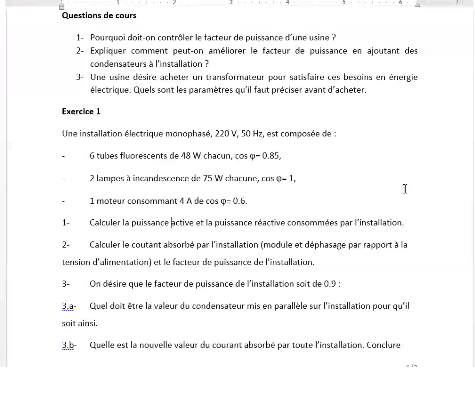 Questions de cours
1- Pourquoi doit-on contrôler le facteur de puissance d'une usine ?
2- Expliquer comment peut-on améliorer le facteur de puissance en ajoutant des
condensateurs à l'installation ?
3- Une usine désire acheter un transformateur pour satisfaire ces besoins en énergie
électrique. Quels sont les paramètres qu'il faut préciser avant d'acheter.
Exercice 1
Une installation électrique monophasé, 220 V, 50 Hz, est composée de :
- 6 tubes fluorescents de 48 W chacun, cos φ= 0.85,
- 2 lampes à incandescence de 75 W chacune, cos φ= 1,
- 1 moteur consommant 4 A de cos φ= 0.6.
1- Calculer la puissance active et la puissance réactive consommées par l'installation.
2- Calculer le coutant absorbé par l'installation (module et déphasage par rapport à la
tension d'alimentation) et le facteur de puissance de l'installation.
3- On désire que le facteur de puissance de l'installation soit de 0.9 :
3.a- Quel doit être la valeur du condensateur mis en parallèle sur l'installation pour qu'il
soit ainsi.
3.b- Quelle est la nouvelle valeur du courant absorbé par toute l'installation. Conclure